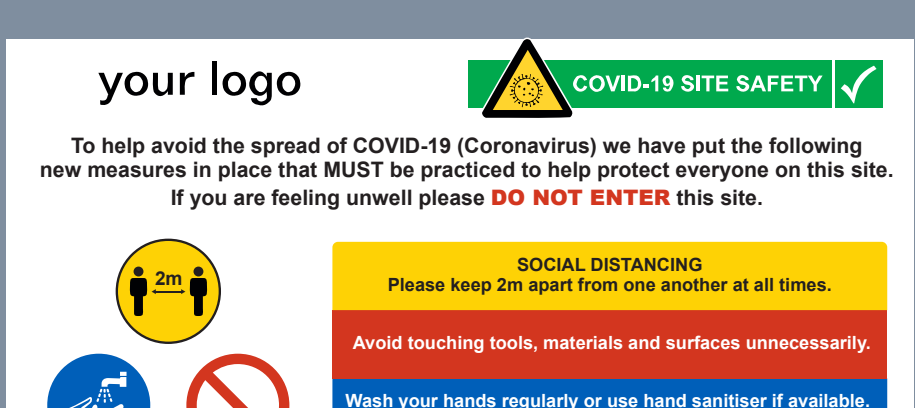 your logo
COVID-19 SITE SAFETY
To help avoid the spread of COVID-19 (Coronavirus) we have put the following
new measures in place that MUST be practiced to help protect everyone on this site.
If you are feeling unwell please DO NOT ENTER this site.
2m
SOCIAL DISTANCING
Please keep 2m apart from one another at all times.
Avoid touching tools, materials and surfaces unnecessarily.
Wash your hands regularly or use hand sanitiser if available.